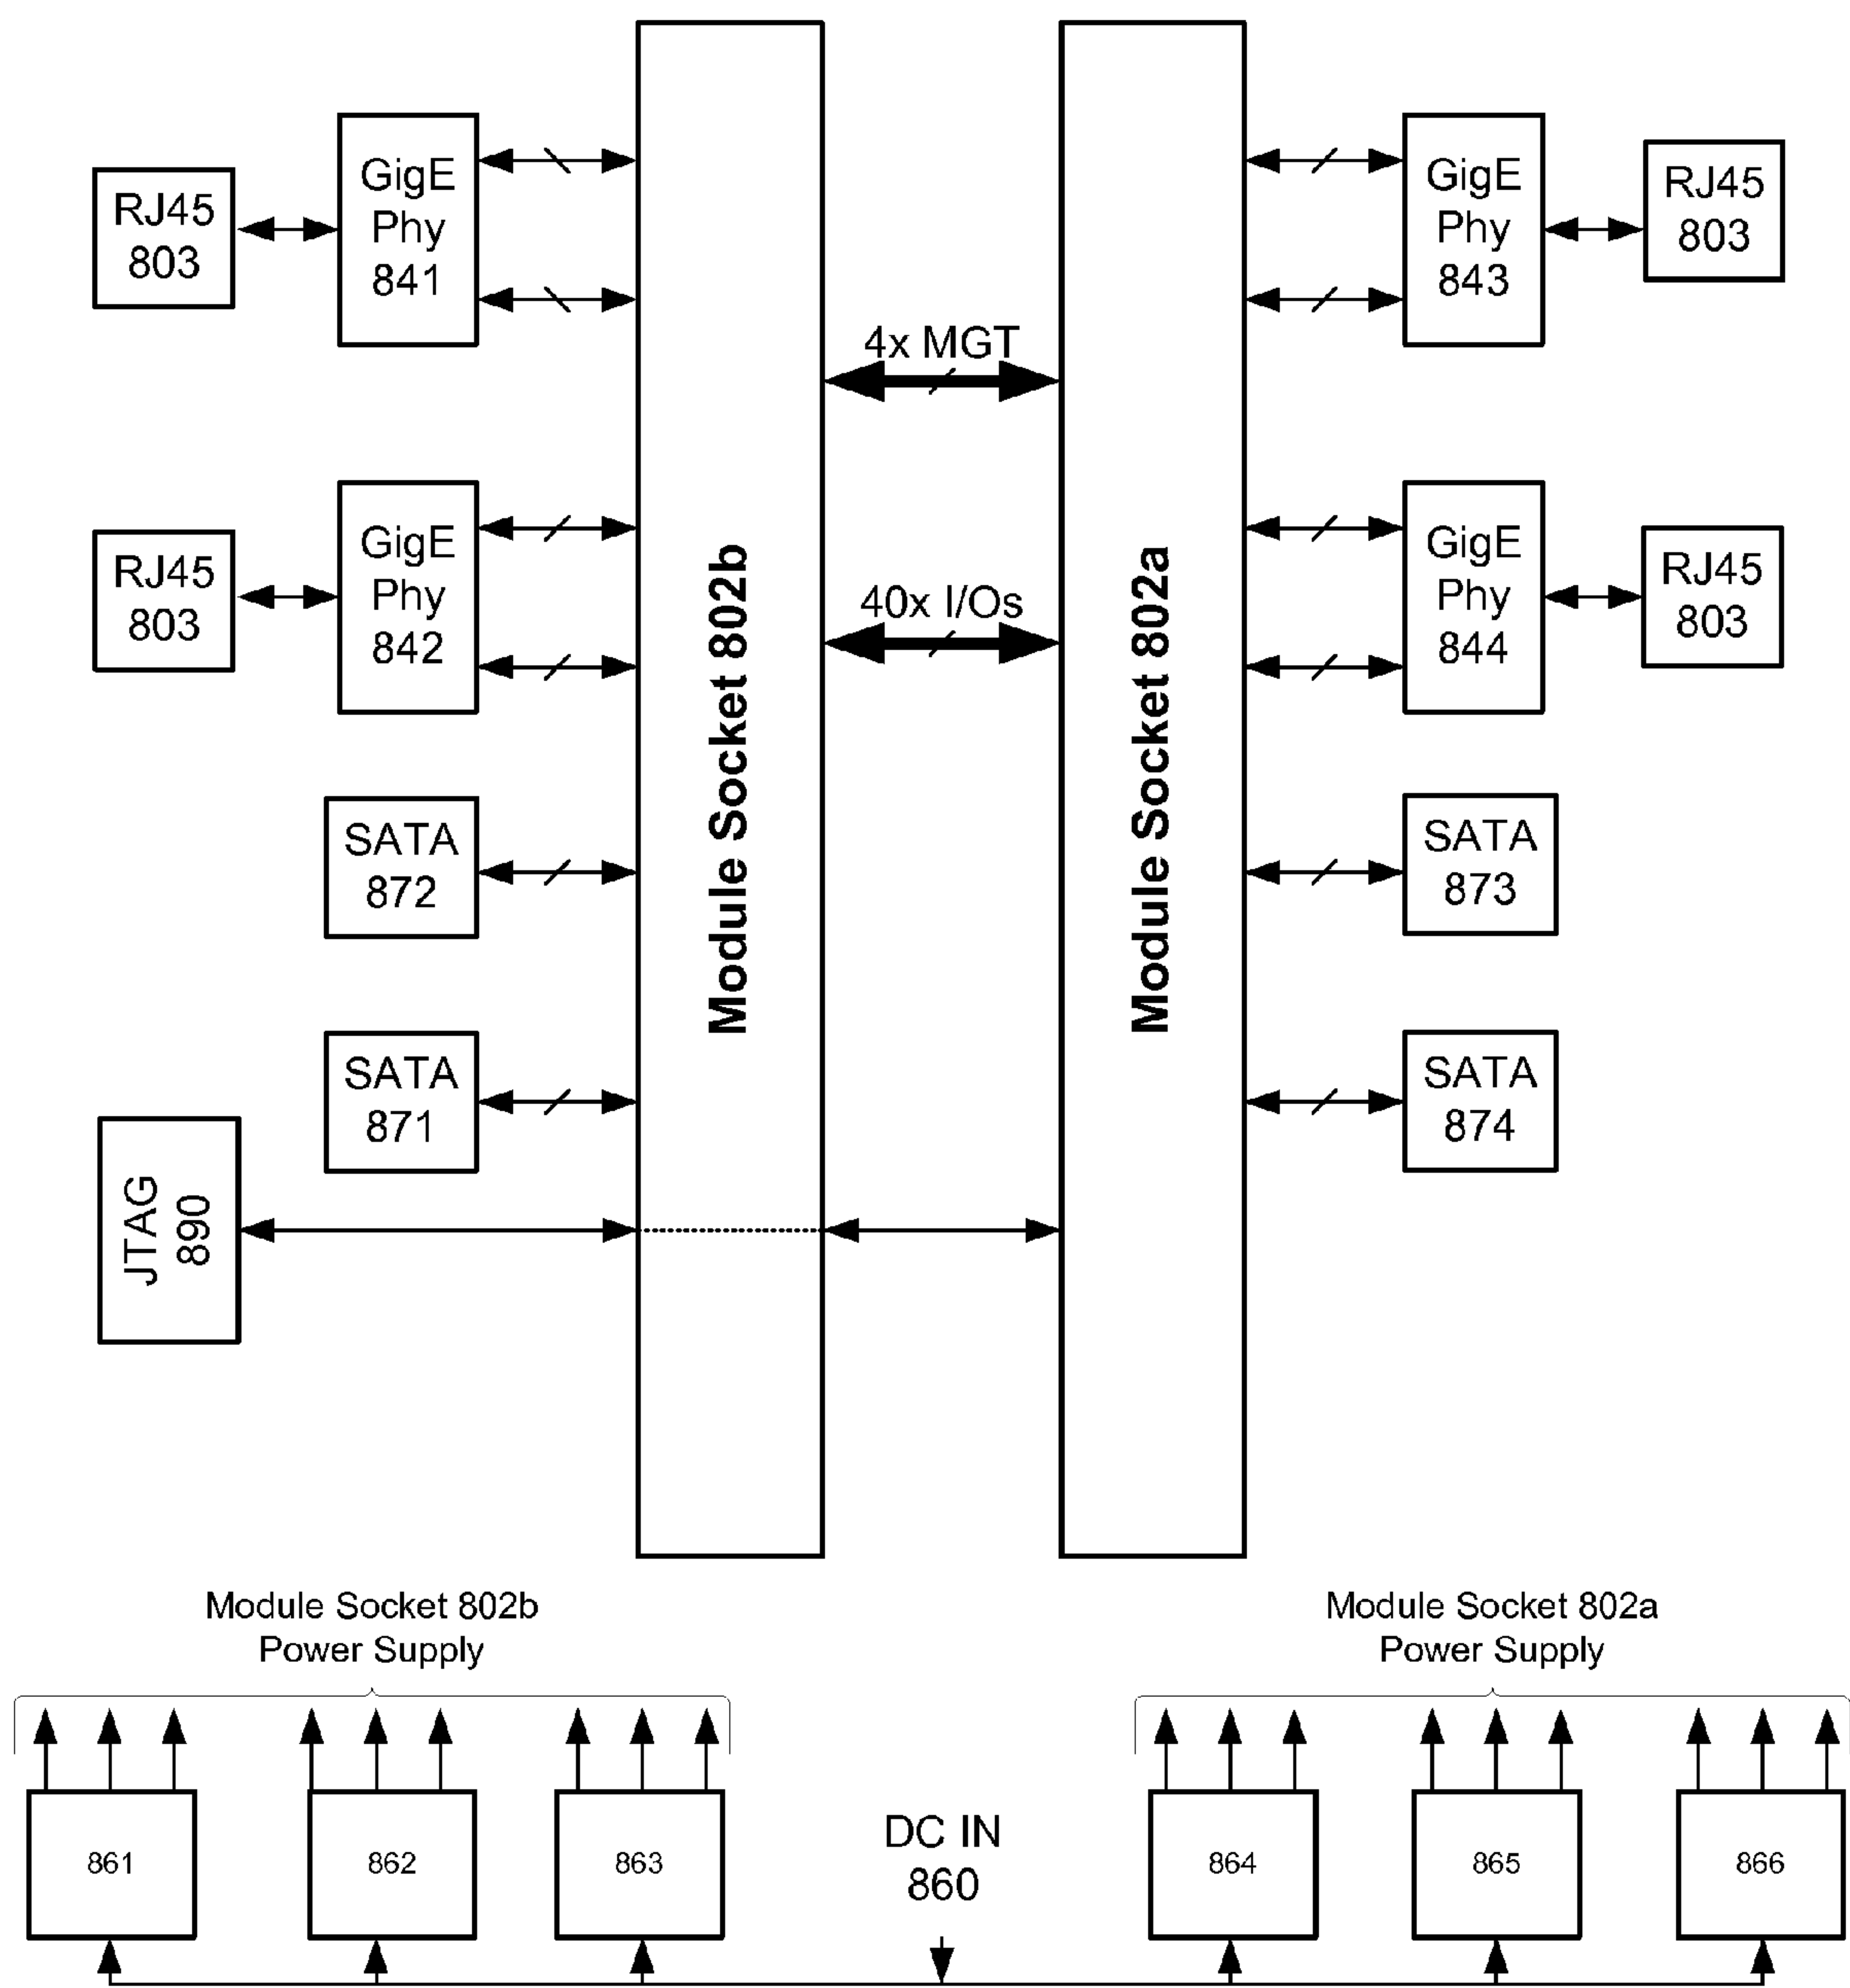 RJ45
803
GigE
Phy
841
GigE
Phy
843
RJ45
803
4x MGT
RJ45
803
GigE
Phy
842
40x I/Os
GigE
Phy
844
RJ45
803
Module Socket 802b
Module Socket 802a
SATA
872
SATA
873
SATA
871
SATA
874
JTAG
890
Module Socket 802b
Power Supply
Module Socket 802a
Power Supply
861
862
863
DC IN
860
864
865
866